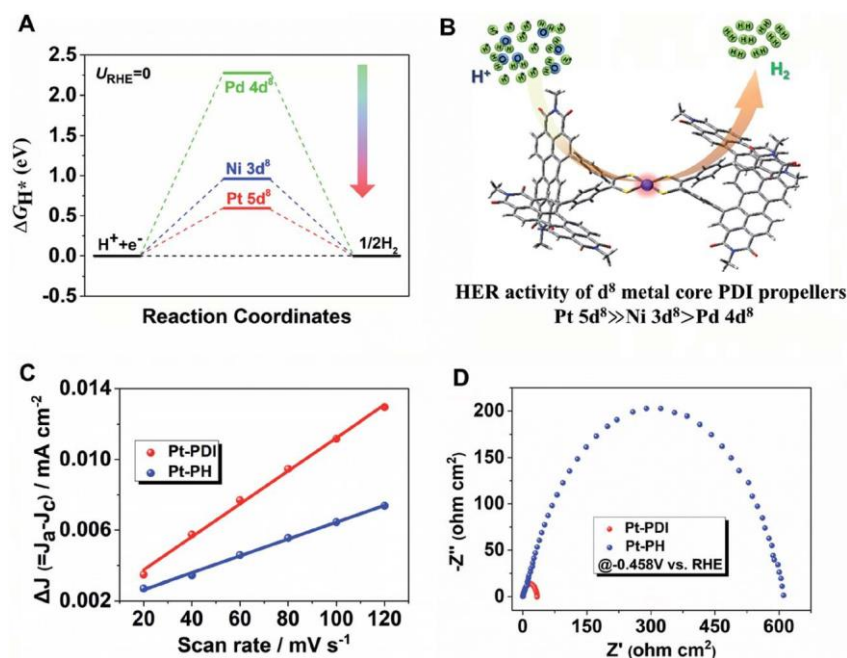 A
2.5
2.0
1.5
1.0
0.5
0.0
-0.5
ΔG_H* (eV)
U_RHE=0
Pd 4d⁸
Ni 3d⁸
Pt 5d⁸
H⁺+e⁻
1/2H₂
Reaction Coordinates
B
H⁺
H₂
HER activity of d⁸ metal core PDI propellers
Pt 5d⁸≫Ni 3d⁸>Pd 4d⁸
C
0.014
0.010
0.006
0.002
ΔJ (=Jₐ-J_C) / mA cm⁻²
Pt-PDI
Pt-PH
20 40 60 80 100 120
Scan rate / mV s⁻¹
D
200
150
100
50
0
-Z'' (ohm cm²)
Pt-PDI
Pt-PH
@-0.458V vs. RHE
0 150 300 450 600
Z' (ohm cm²)